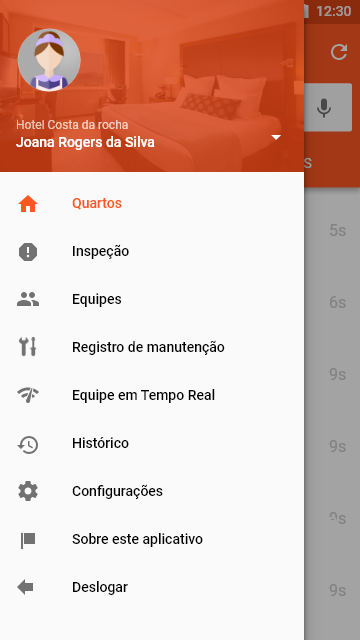 12:30
Hotel Costa da rocha
Joana Rogers da Silva
s
Quartos
5s
Inspeção
Equipes
6s
Registro de manutenção
9s
Equipe em Tempo Real
Histórico
9s
Configurações
9s
Sobre este aplicativo
Deslogar
9s